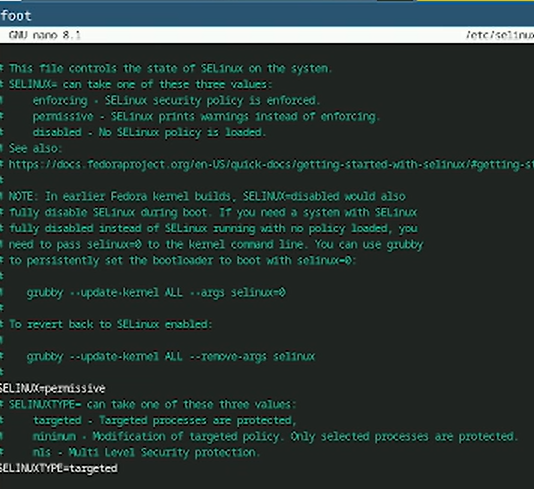 foot
GNU nano 8.1 /etc/selinux
# This file controls the state of SELinux on the system.
# SELINUX= can take one of these three values:
# enforcing - SELinux security policy is enforced.
# permissive - SELinux prints warnings instead of enforcing.
# disabled - No SELinux policy is loaded.
# See also:
# https://docs.fedoraproject.org/en-US/quick-docs/getting-started-with-selinux/#getting-st
#
# NOTE: In earlier Fedora kernel builds, SELINUX=disabled would also
# fully disable SELinux during boot. If you need a system with SELinux
# fully disabled instead of SELinux running with no policy loaded, you
# need to pass selinux=0 to the kernel command line. You can use grubby
# to persistently set the bootloader to boot with selinux=0:
#
# grubby --update-kernel ALL --args selinux=0
#
# To revert back to SELinux enabled:
#
# grubby --update-kernel ALL --remove-args selinux
#
SELINUX=permissive
# SELINUXTYPE= can take one of these three values:
# targeted - Targeted processes are protected,
# minimum - Modification of targeted policy. Only selected processes are protected.
# mls - Multi Level Security protection.
SELINUXTYPE=targeted